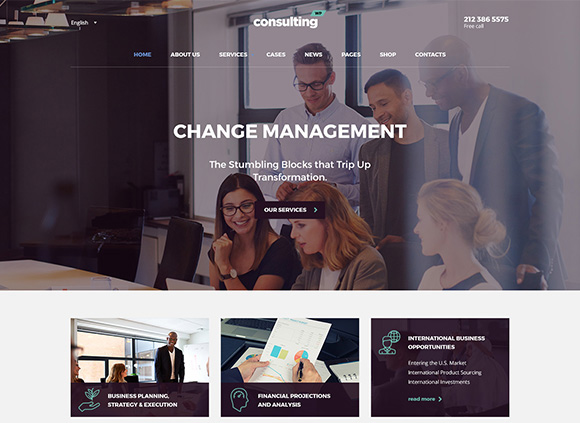 English
consulting
212 386 5575
Free call
HOME ABOUT US SERVICES CASES NEWS PAGES SHOP CONTACTS
CHANGE MANAGEMENT
The Stumbling Blocks that Trip Up
Transformation.
OUR SERVICES
BUSINESS PLANNING,
STRATEGY & EXECUTION
FINANCIAL PROJECTIONS
AND ANALYSIS
INTERNATIONAL BUSINESS
OPPORTUNITIES
Entering the U.S. Market
International Product Sourcing
International Investments
read more